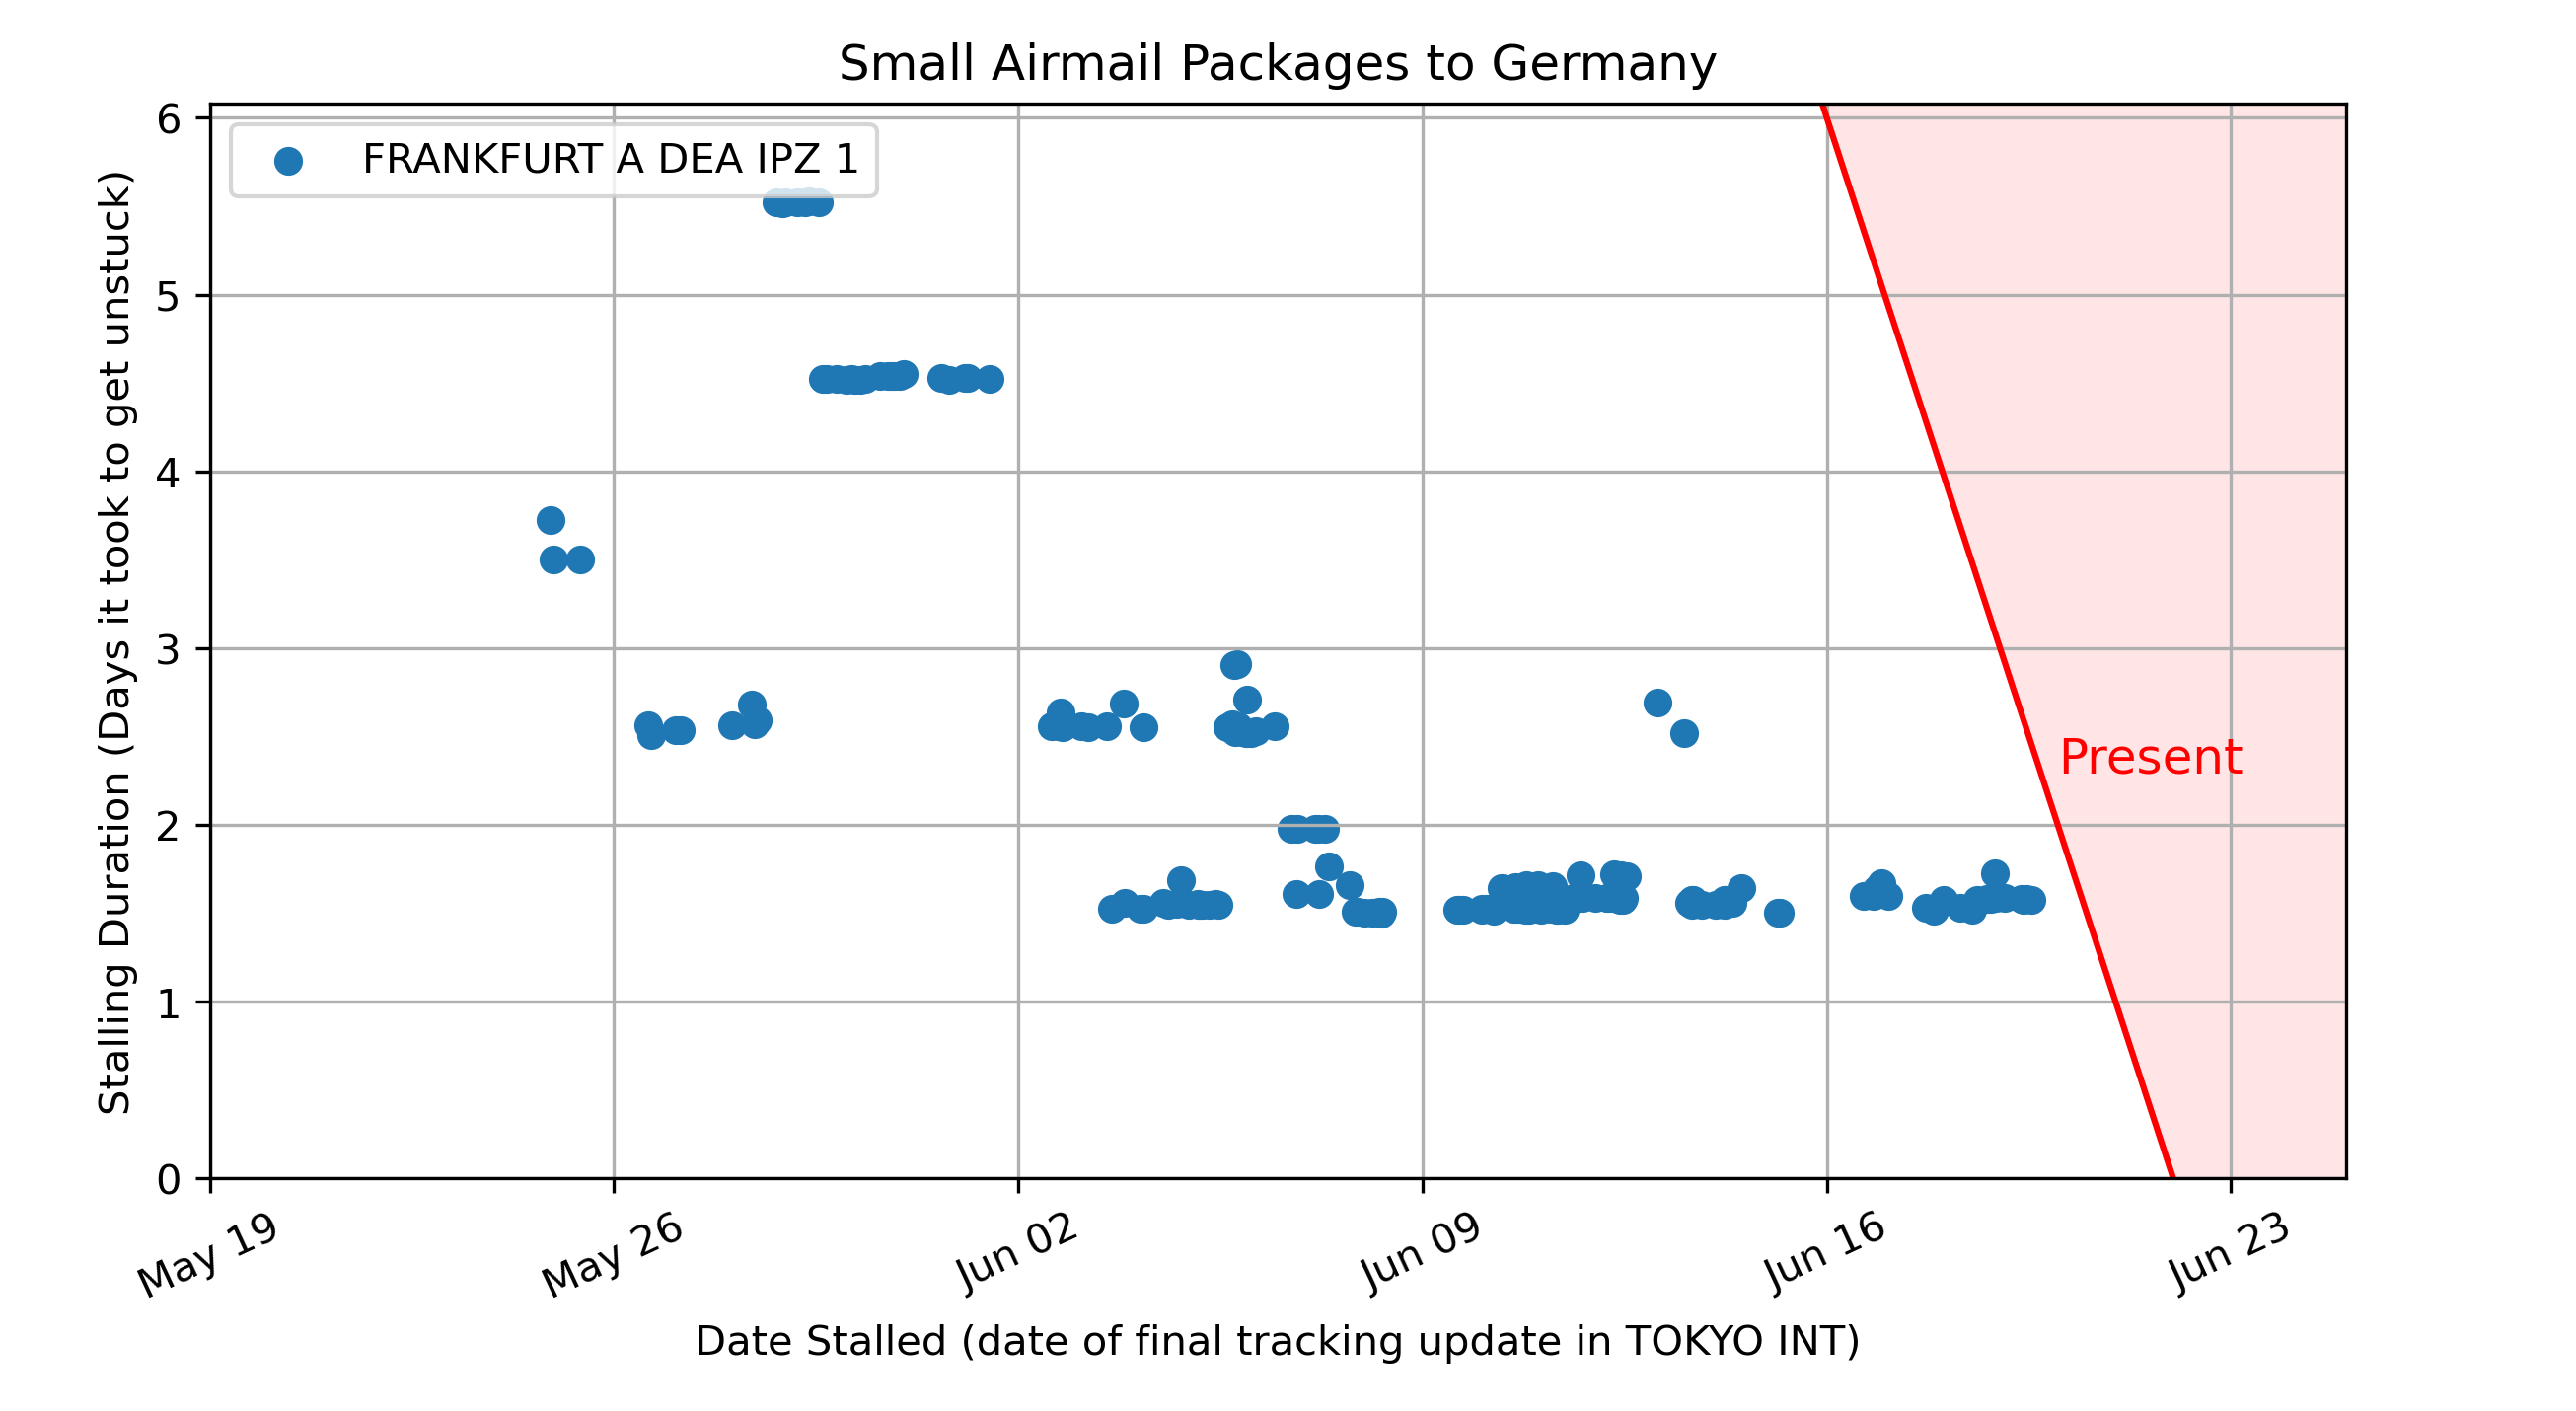 Small Airmail Packages to Germany
FRANKFURT A DEA IPZ 1
Stalling Duration (Days it took to get unstuck)
6
5
4
3
2
1
0
Present
May 19
May 26
Jun 02
Jun 09
Jun 16
Jun 23
Date Stalled (date of final tracking update in TOKYO INT)